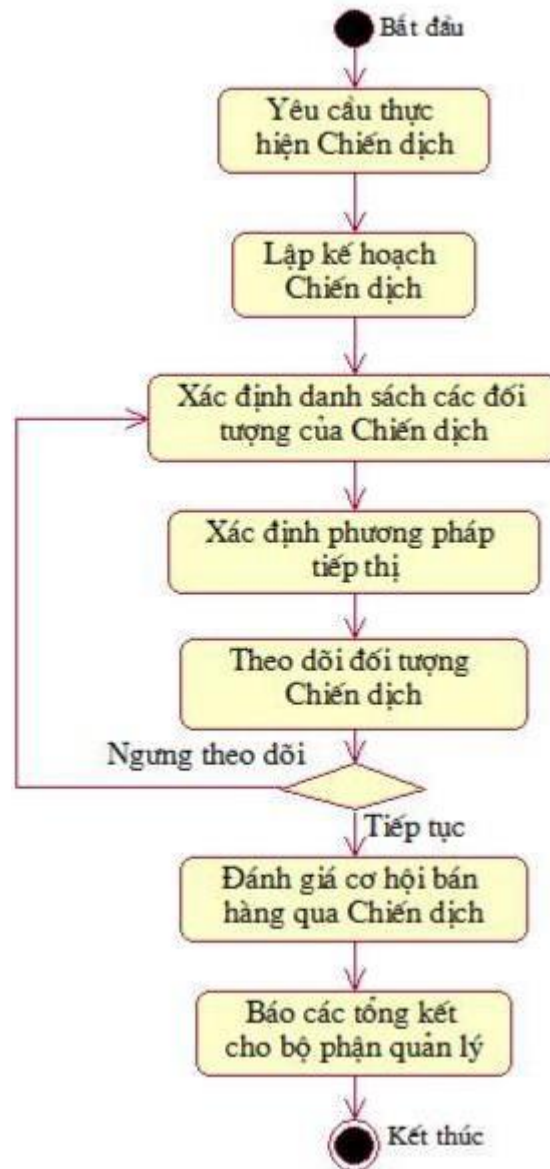 Bắt đầu
Yêu cầu thực
hiện Chiến dịch
Lập kế hoạch
Chiến dịch
Xác định danh sách các đối
tượng của Chiến dịch
Xác định phương pháp
tiếp thị
Theo dõi đối tượng
Chiến dịch
Ngưng theo dõi
Tiếp tục
Đánh giá cơ hội bán
hàng qua Chiến dịch
Báo các tổng kết
cho bộ phận quản lý
Kết thúc